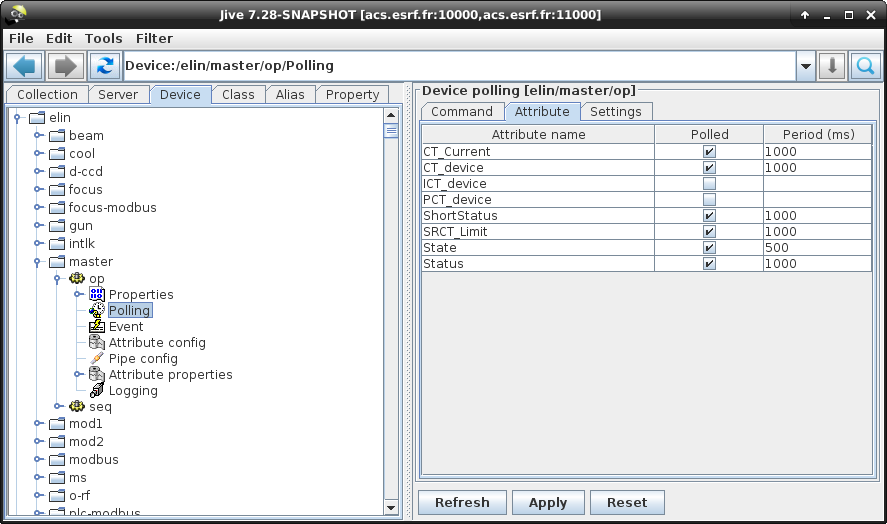 Jive 7.28-SNAPSHOT [acs.esrf.fr:10000,acs.esrf.fr:11000]
File Edit Tools Filter
Device:/elin/master/op/Polling
Collection Server Device Class Alias Property
elin
beam
cool
d-ccd
focus
focus-modbus
gun
intlk
master
op
Properties
Polling
Event
Attribute config
Pipe config
Attribute properties
Logging
seq
mod1
mod2
modbus
ms
o-rf
plc-modbus
Device polling [elin/master/op]
Command Attribute Settings
Attribute name Polled Period (ms)
CT_Current 1000
CT_device 1000
ICT_device
PCT_device
ShortStatus 1000
SRCT_Limit 1000
State 500
Status 1000
Refresh Apply Reset